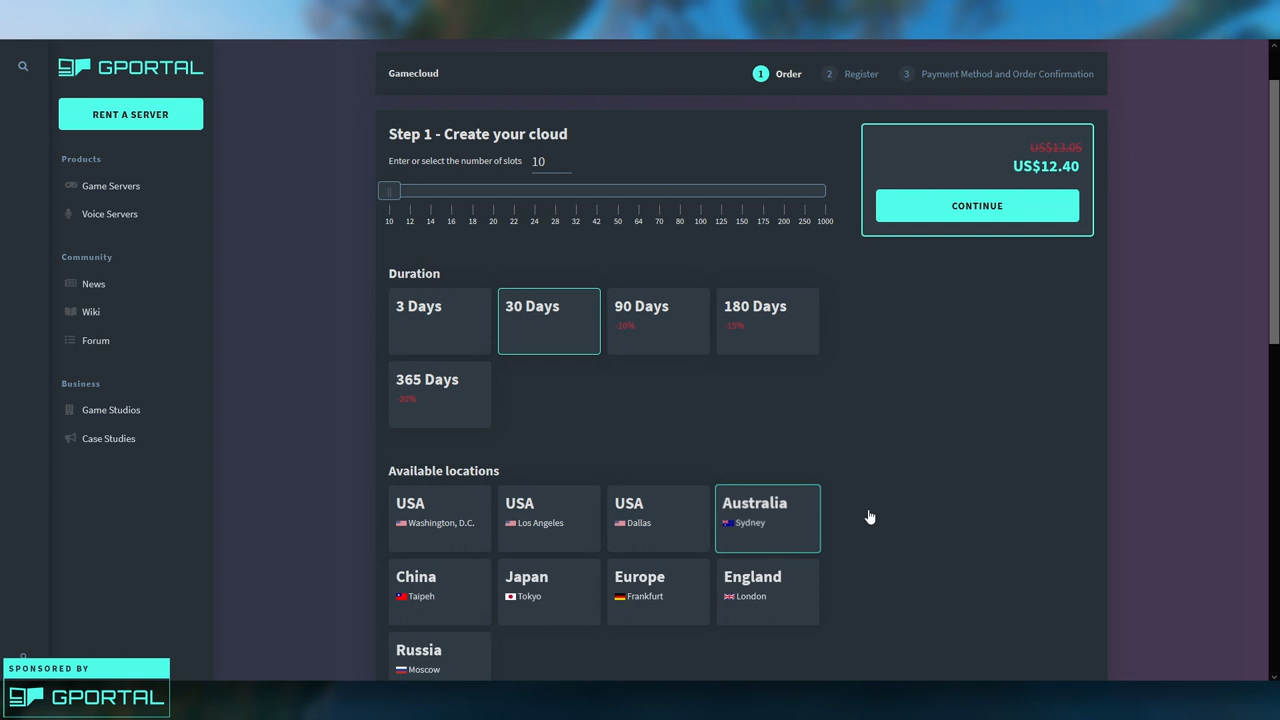 GPORTAL
RENT A SERVER
Products
Game Servers
Voice Servers
Community
News
Wiki
Forum
Business
Game Studios
Case Studies
SPONSORED BY
GPORTAL
Gamecloud
1 Order
2 Register
3 Payment Method and Order Confirmation
Step 1 - Create your cloud
Enter or select the number of slots 10
10 12 14 16 18 20 22 24 28 32 42 50 64 70 80 100 125 150 175 200 250 1000
US$13.05
US$12.40
CONTINUE
Duration
3 Days
30 Days
90 Days
-10%
180 Days
-15%
365 Days
-20%
Available locations
USA
Washington, D.C.
USA
Los Angeles
USA
Dallas
Australia
Sydney
China
Taipeh
Japan
Tokyo
Europe
Frankfurt
England
London
Russia
Moscow